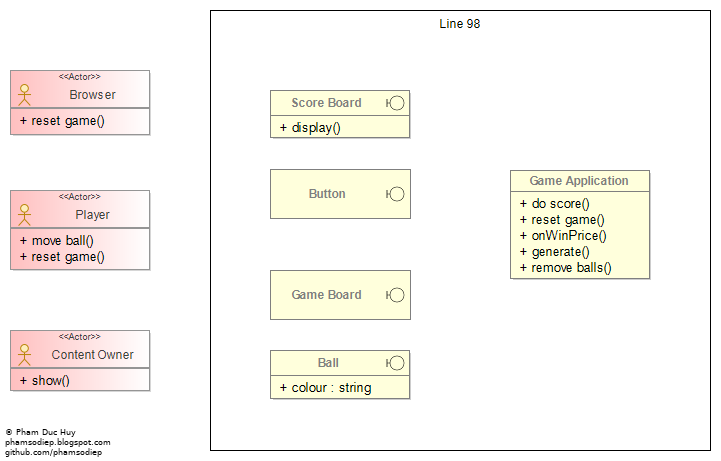 Line 98
<<Actor>>
Browser
+ reset game()
<<Actor>>
Player
+ move ball()
+ reset game()
<<Actor>>
Content Owner
+ show()
Score Board
+ display()
Button
Game Board
Ball
+ colour : string
Game Application
+ do score()
+ reset game()
+ onWinPrice()
+ generate()
+ remove balls()
© Pham Duc Huy
phamsodiep.blogspot.com
github.com/phamsodiep